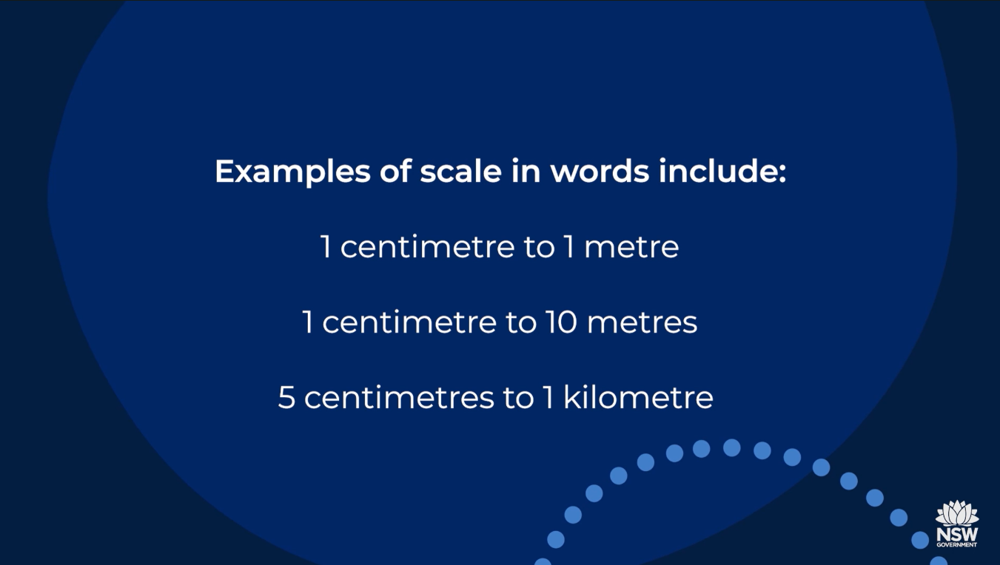 Examples of scale in words include:
1 centimetre to 1 metre
1 centimetre to 10 metres
5 centimetres to 1 kilometre
NSW
GOVERNMENT